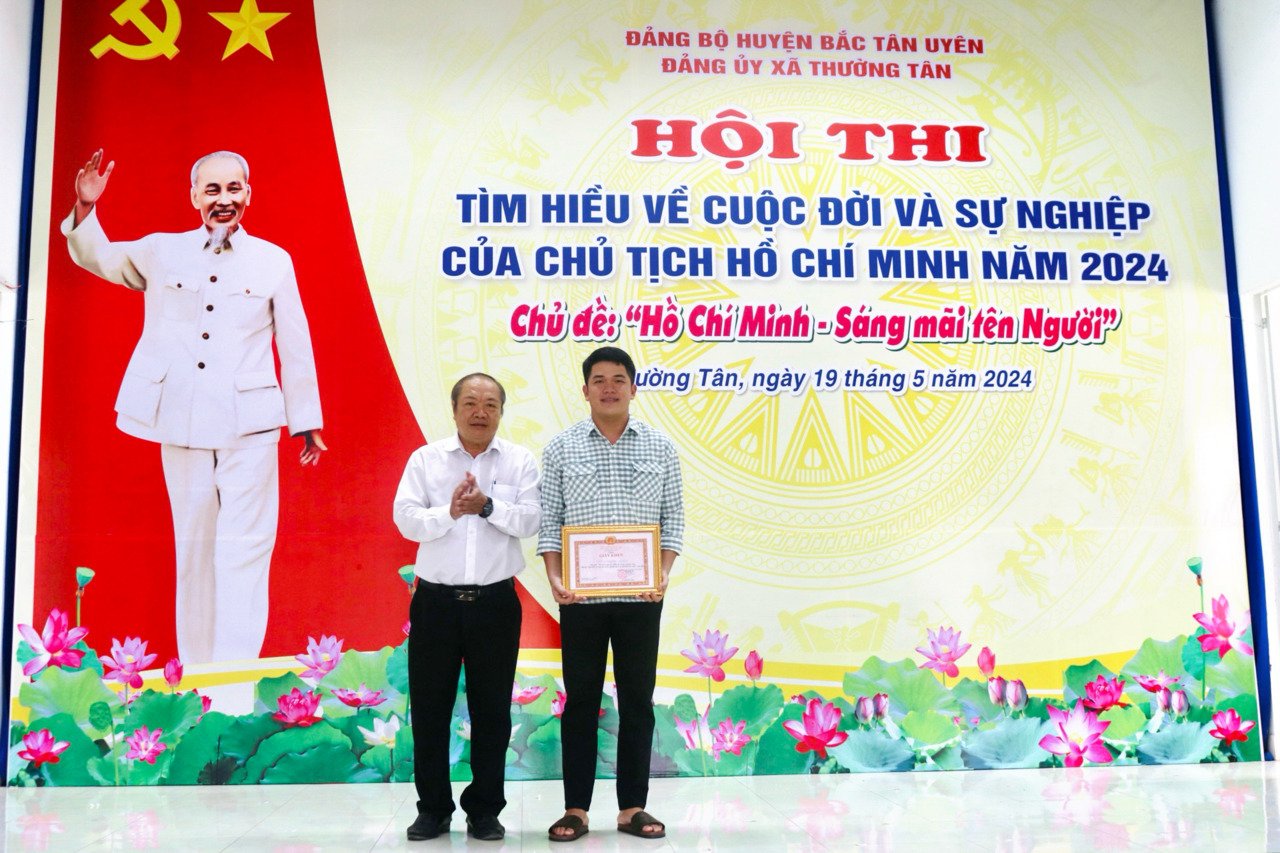 ĐẢNG BỘ HUYỆN BẮC TÂN UYÊN
ĐẢNG ỦY XÃ THƯỜNG TÂN
HỘI THI
TÌM HIỂU VỀ CUỘC ĐỜI VÀ SỰ NGHIỆP
CỦA CHỦ TỊCH HỒ CHÍ MINH NĂM 2024
Chủ đề: "Hồ Chí Minh - Sáng mãi tên Người"
ường Tân, ngày 19 tháng 5 năm 2024
GIẤY KHEN